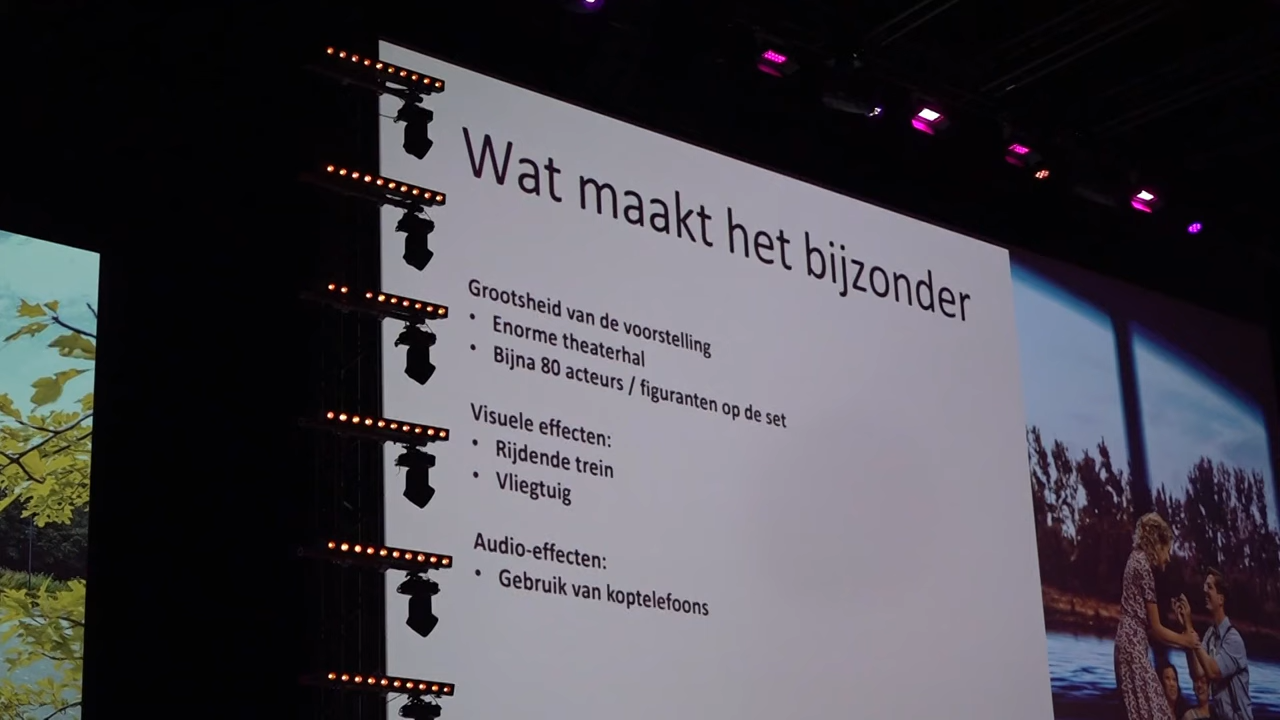 Wat maakt het bijzonder
Grootsheid van de voorstelling
• Enorme theaterhal
• Bijna 80 acteurs / figuranten op de set
Visuele effecten:
• Rijdende trein
• Vliegtuig
Audio-effecten:
• Gebruik van koptelefoons